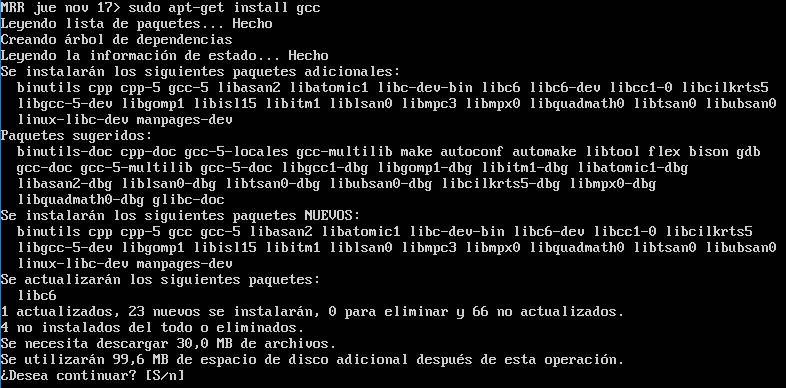 MRR jue nov 17> sudo apt-get install gcc
Leyendo lista de paquetes... Hecho
Creando árbol de dependencias
Leyendo la información de estado... Hecho
Se instalarán los siguientes paquetes adicionales:
binutils cpp cpp-5 gcc-5 libasan2 libatomic1 libc-dev-bin libc6 libc6-dev libcc1-0 libcilkrts5
libgcc-5-dev libgomp1 libisl15 libitm1 liblsan0 libmpc3 libmpx0 libquadmath0 libtsan0 libubsan0
linux-libc-dev manpages-dev
Paquetes sugeridos:
binutils-doc cpp-doc gcc-5-locales gcc-multilib make autoconf automake libtool flex bison gdb
gcc-doc gcc-5-multilib gcc-5-doc libgcc1-dbg libgomp1-dbg libitm1-dbg libatomic1-dbg
libasan2-dbg liblsan0-dbg libtsan0-dbg libubsan0-dbg libcilkrts5-dbg libmpx0-dbg
libquadmath0-dbg glibc-doc
Se instalarán los siguientes paquetes NUEVOS:
binutils cpp cpp-5 gcc gcc-5 libasan2 libatomic1 libc-dev-bin libc6-dev libcc1-0 libcilkrts5
libgcc-5-dev libgomp1 libisl15 libitm1 liblsan0 libmpc3 libmpx0 libquadmath0 libtsan0 libubsan0
linux-libc-dev manpages-dev
Se actualizarán los siguientes paquetes:
libc6
1 actualizados, 23 nuevos se instalarán, 0 para eliminar y 66 no actualizados.
4 no instalados del todo o eliminados.
Se necesita descargar 30,0 MB de archivos.
Se utilizarán 99,6 MB de espacio de disco adicional después de esta operación.
¿Desea continuar? [S/n]